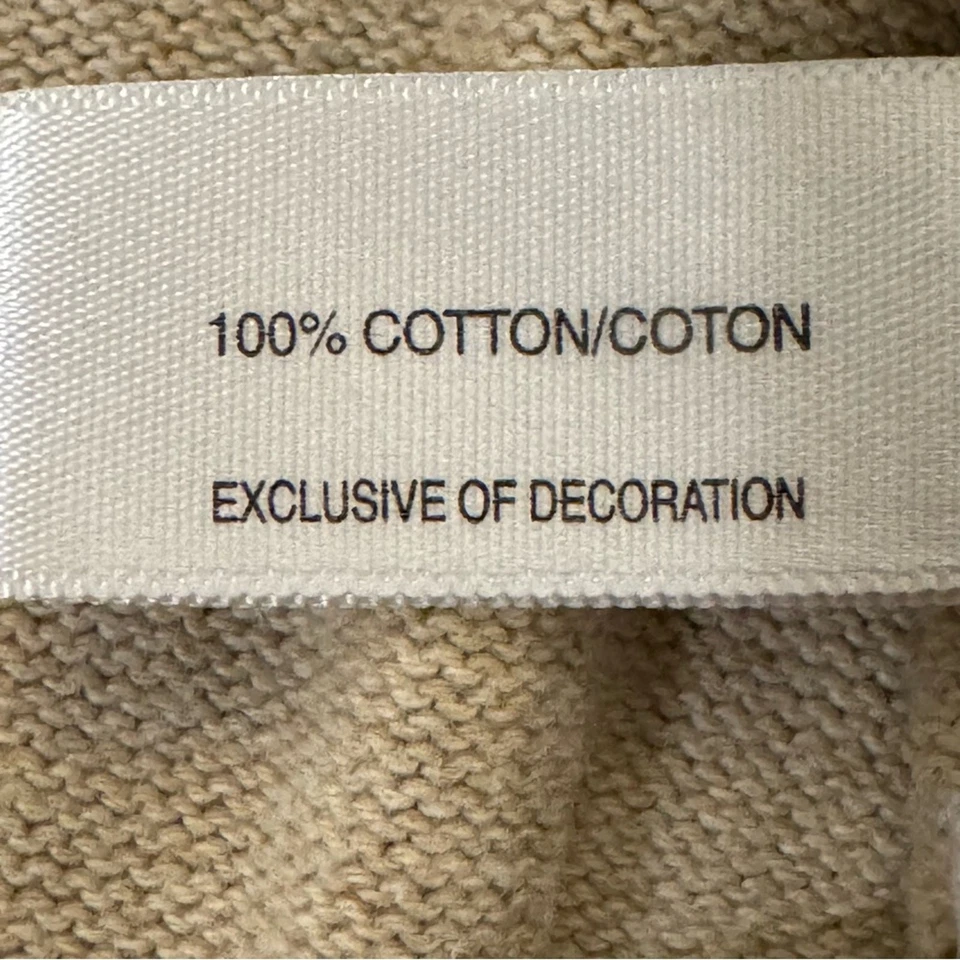 100% COTTON/COTON
EXCLUSIVE OF DECORATION